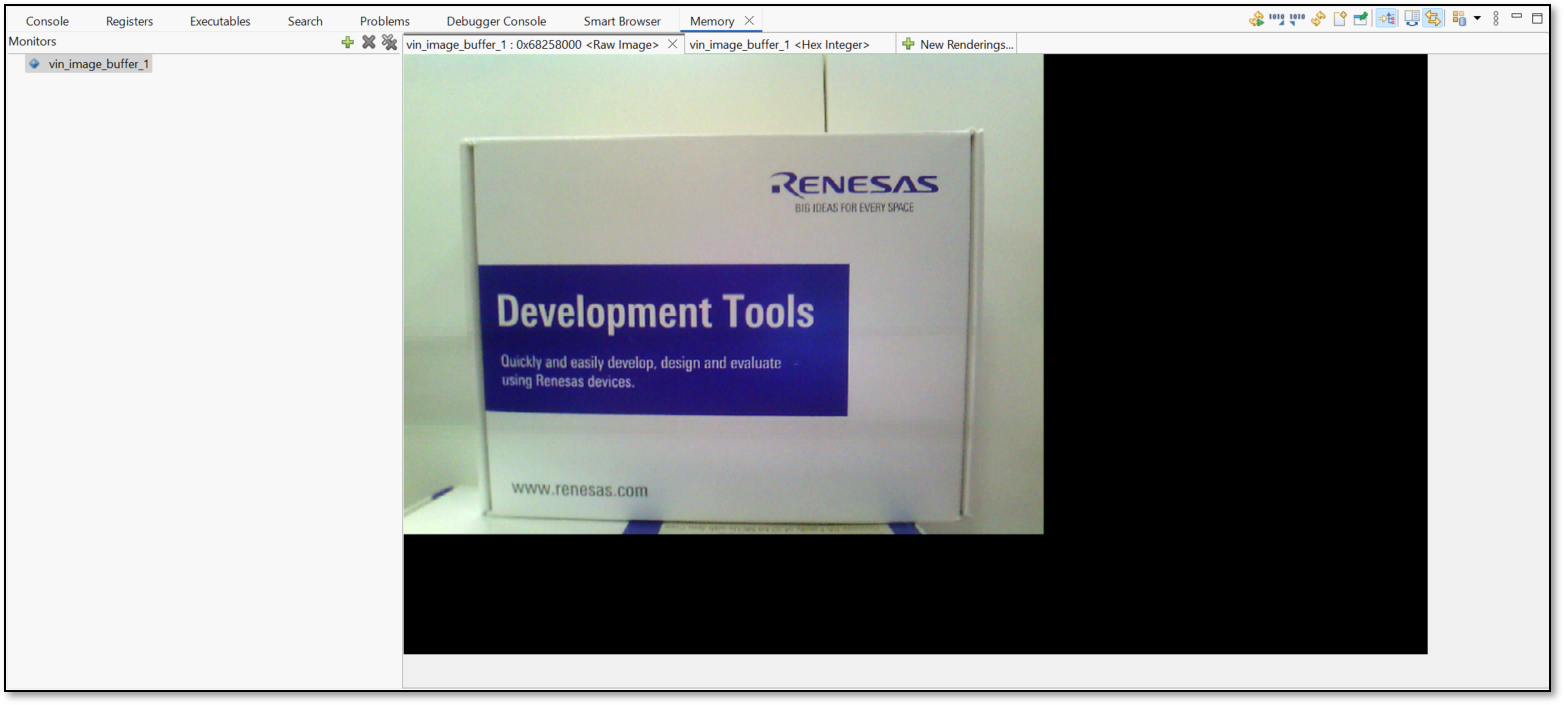 Console Registers Executables Search Problems Debugger Console Smart Browser Memory
Monitors
vin_image_buffer_1 : 0x68258000 <Raw Image> vin_image_buffer_1 <Hex Integer> New Renderings...
vin_image_buffer_1
RENESAS
BIG IDEAS FOR EVERY SPACE
Development Tools
Quickly and easily develop, design and evaluate
using Renesas devices.
www.renesas.com